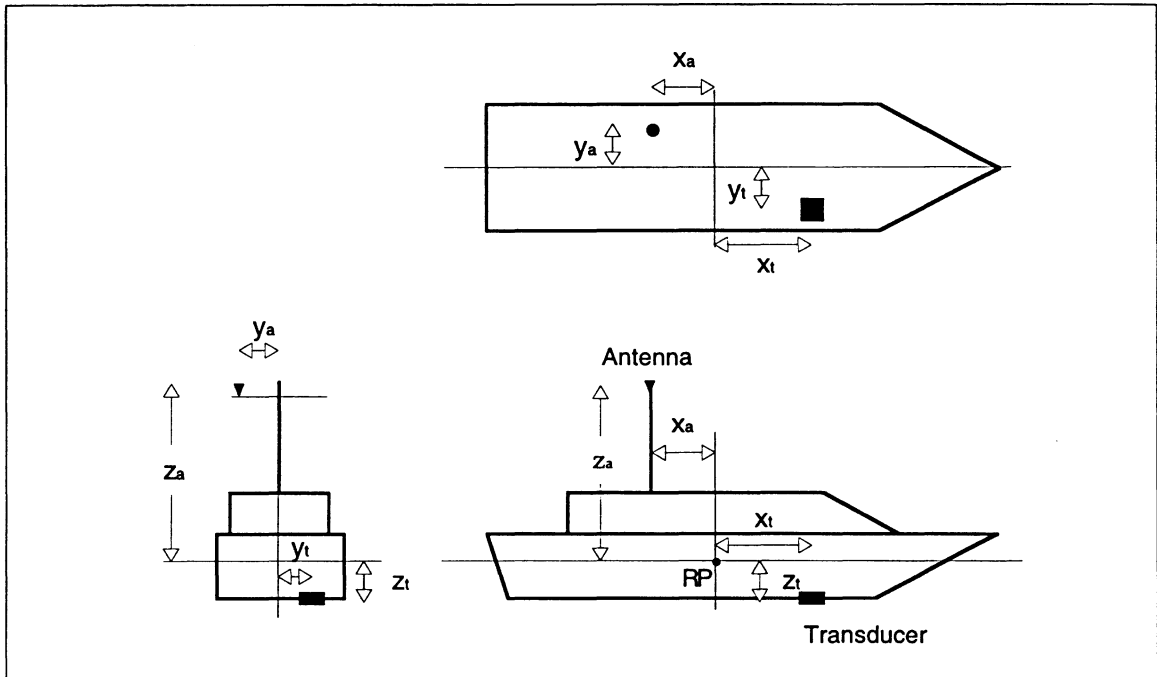 xa
ya
yt
xt
ya
za
yt
zt
Antenna
za
xa
xt
RP
zt
Transducer